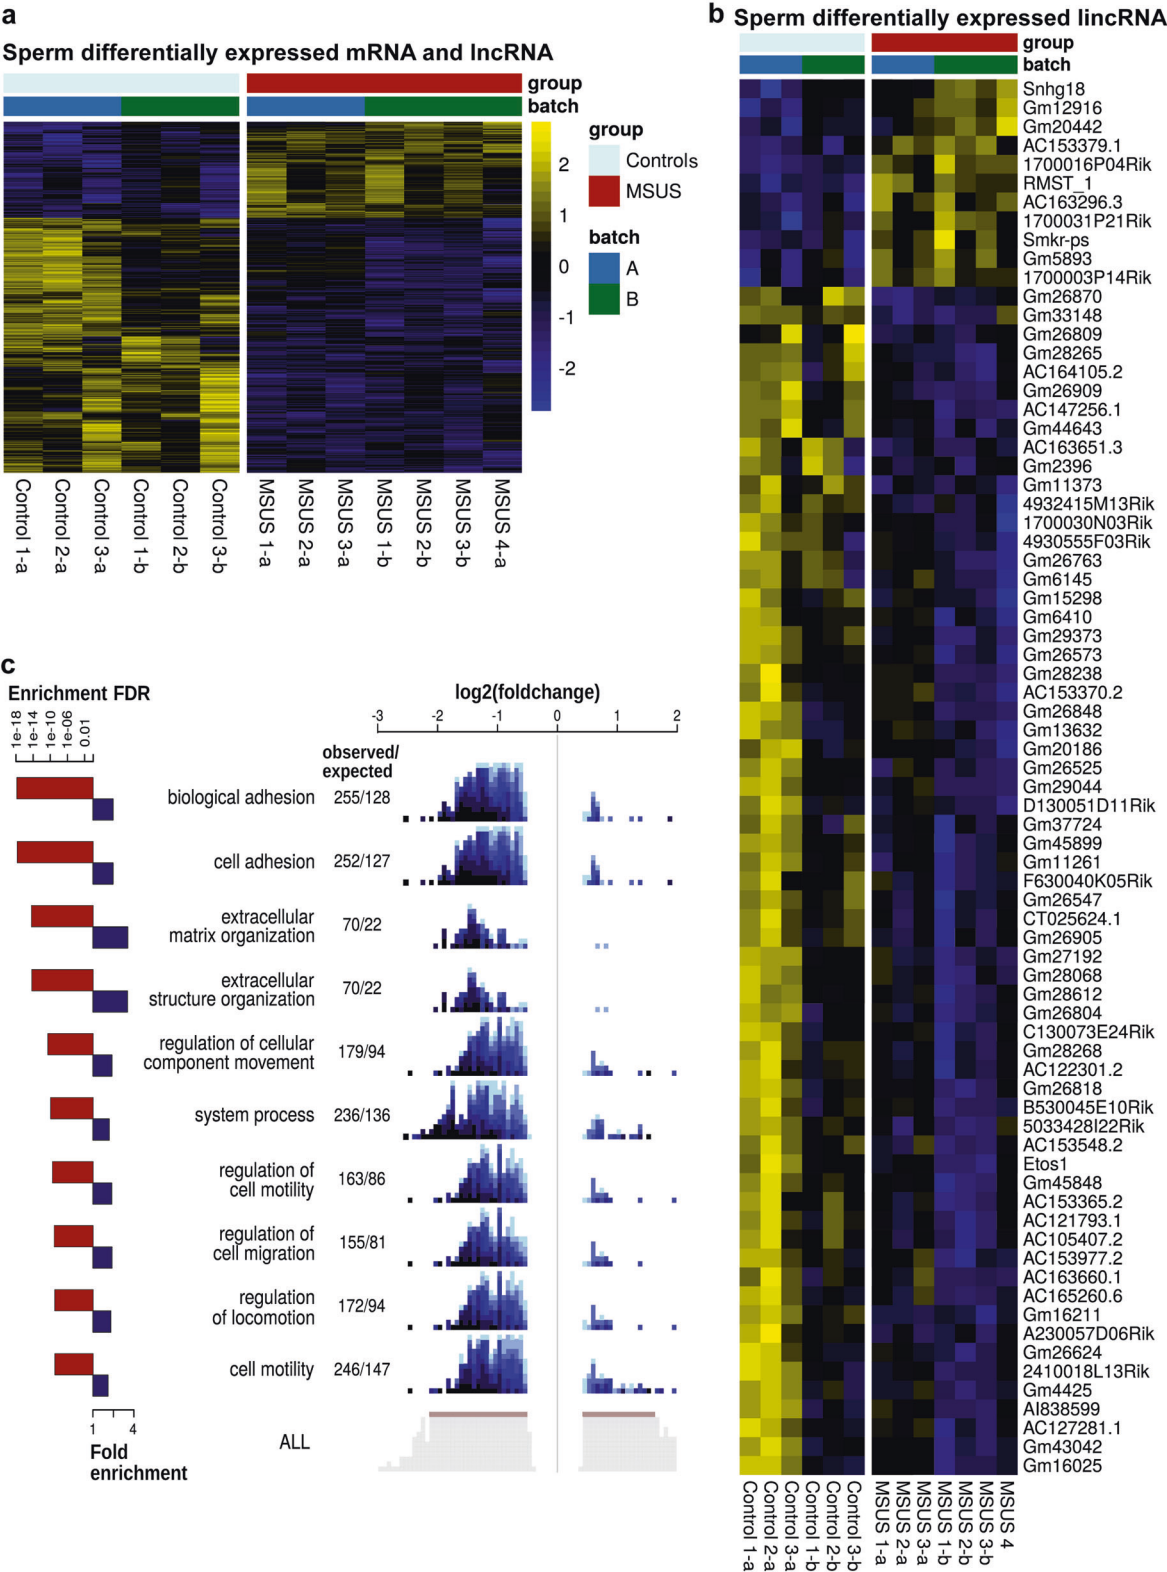 a
Sperm differentially expressed mRNA and lncRNA
group
batch
2
1
0
-1
-2
group
Controls
MSUS
batch
A
B
Control 1-a
Control 2-a
Control 3-a
Control 1-b
Control 2-b
Control 3-b
MSUS 1-a
MSUS 2-a
MSUS 3-a
MSUS 1-b
MSUS 2-b
MSUS 3-b
MSUS 4-a
b
Sperm differentially expressed lincRNA
group
batch
Snhg18
Gm12916
Gm20442
AC153379.1
1700016P04Rik
RMST_1
AC163296.3
1700031P21Rik
Smkr-ps
Gm5893
1700003P14Rik
Gm26870
Gm33148
Gm26809
Gm28265
AC164105.2
Gm26909
AC147256.1
Gm44643
AC163651.3
Gm2396
Gm11373
4932415M13Rik
1700030N03Rik
4930555F03Rik
Gm26763
Gm6145
Gm15298
Gm6410
Gm29373
Gm26573
Gm28238
AC153370.2
Gm26848
Gm13632
Gm20186
Gm26525
Gm29044
D130051D11Rik
Gm37724
Gm45899
Gm11261
F630040K05Rik
Gm26547
CT025624.1
Gm26905
Gm27192
Gm28068
Gm28612
Gm26804
C130073E24Rik
Gm28268
AC122301.2
Gm26818
B530045E10Rik
5033428I22Rik
AC153548.2
Etos1
Gm45848
AC153365.2
AC121793.1
AC105407.2
AC153977.2
AC163660.1
AC165260.6
Gm16211
A230057D06Rik
Gm26624
2410018L13Rik
Gm4425
AI838599
AC127281.1
Gm43042
Gm16025
Control 1-a
Control 2-a
Control 3-a
Control 1-b
Control 2-b
Control 3-b
MSUS 1-a
MSUS 2-a
MSUS 3-a
MSUS 1-b
MSUS 2-b
MSUS 3-b
MSUS 4
c
Enrichment FDR
1e-18
1e-14
1e-10
1e-06
0.01
log2(foldchange)
-3 -2 -1 0 1 2
observed/
expected
biological adhesion 255/128
cell adhesion 252/127
extracellular
matrix organization 70/22
extracellular
structure organization 70/22
regulation of cellular
component movement 179/94
system process 236/136
regulation of
cell motility 163/86
regulation of
cell migration 155/81
regulation
of locomotion 172/94
cell motility 246/147
1 4
Fold
enrichment
ALL